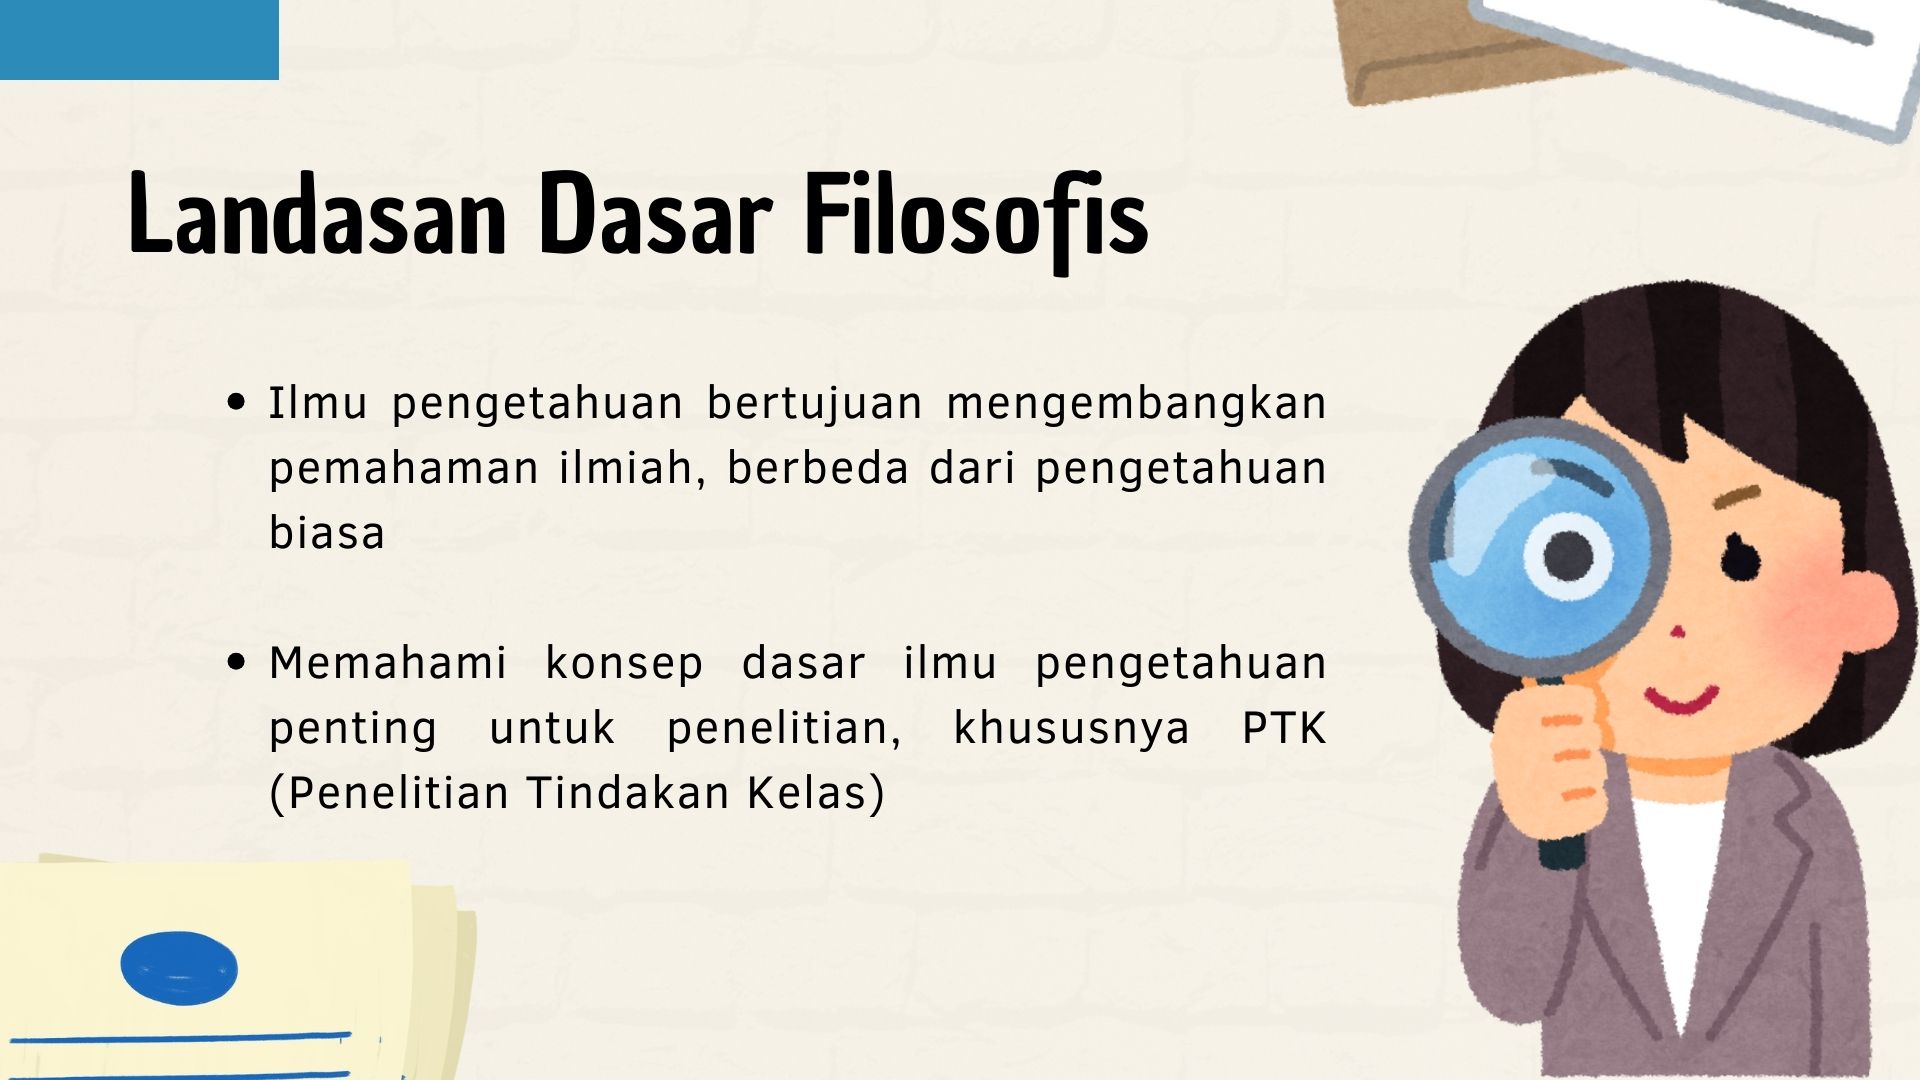 Landasan Dasar Filosofis
• Ilmu pengetahuan bertujuan mengembangkan
pemahaman ilmiah, berbeda dari pengetahuan
biasa
• Memahami konsep dasar ilmu pengetahuan
penting untuk penelitian, khususnya PTK
(Penelitian Tindakan Kelas)